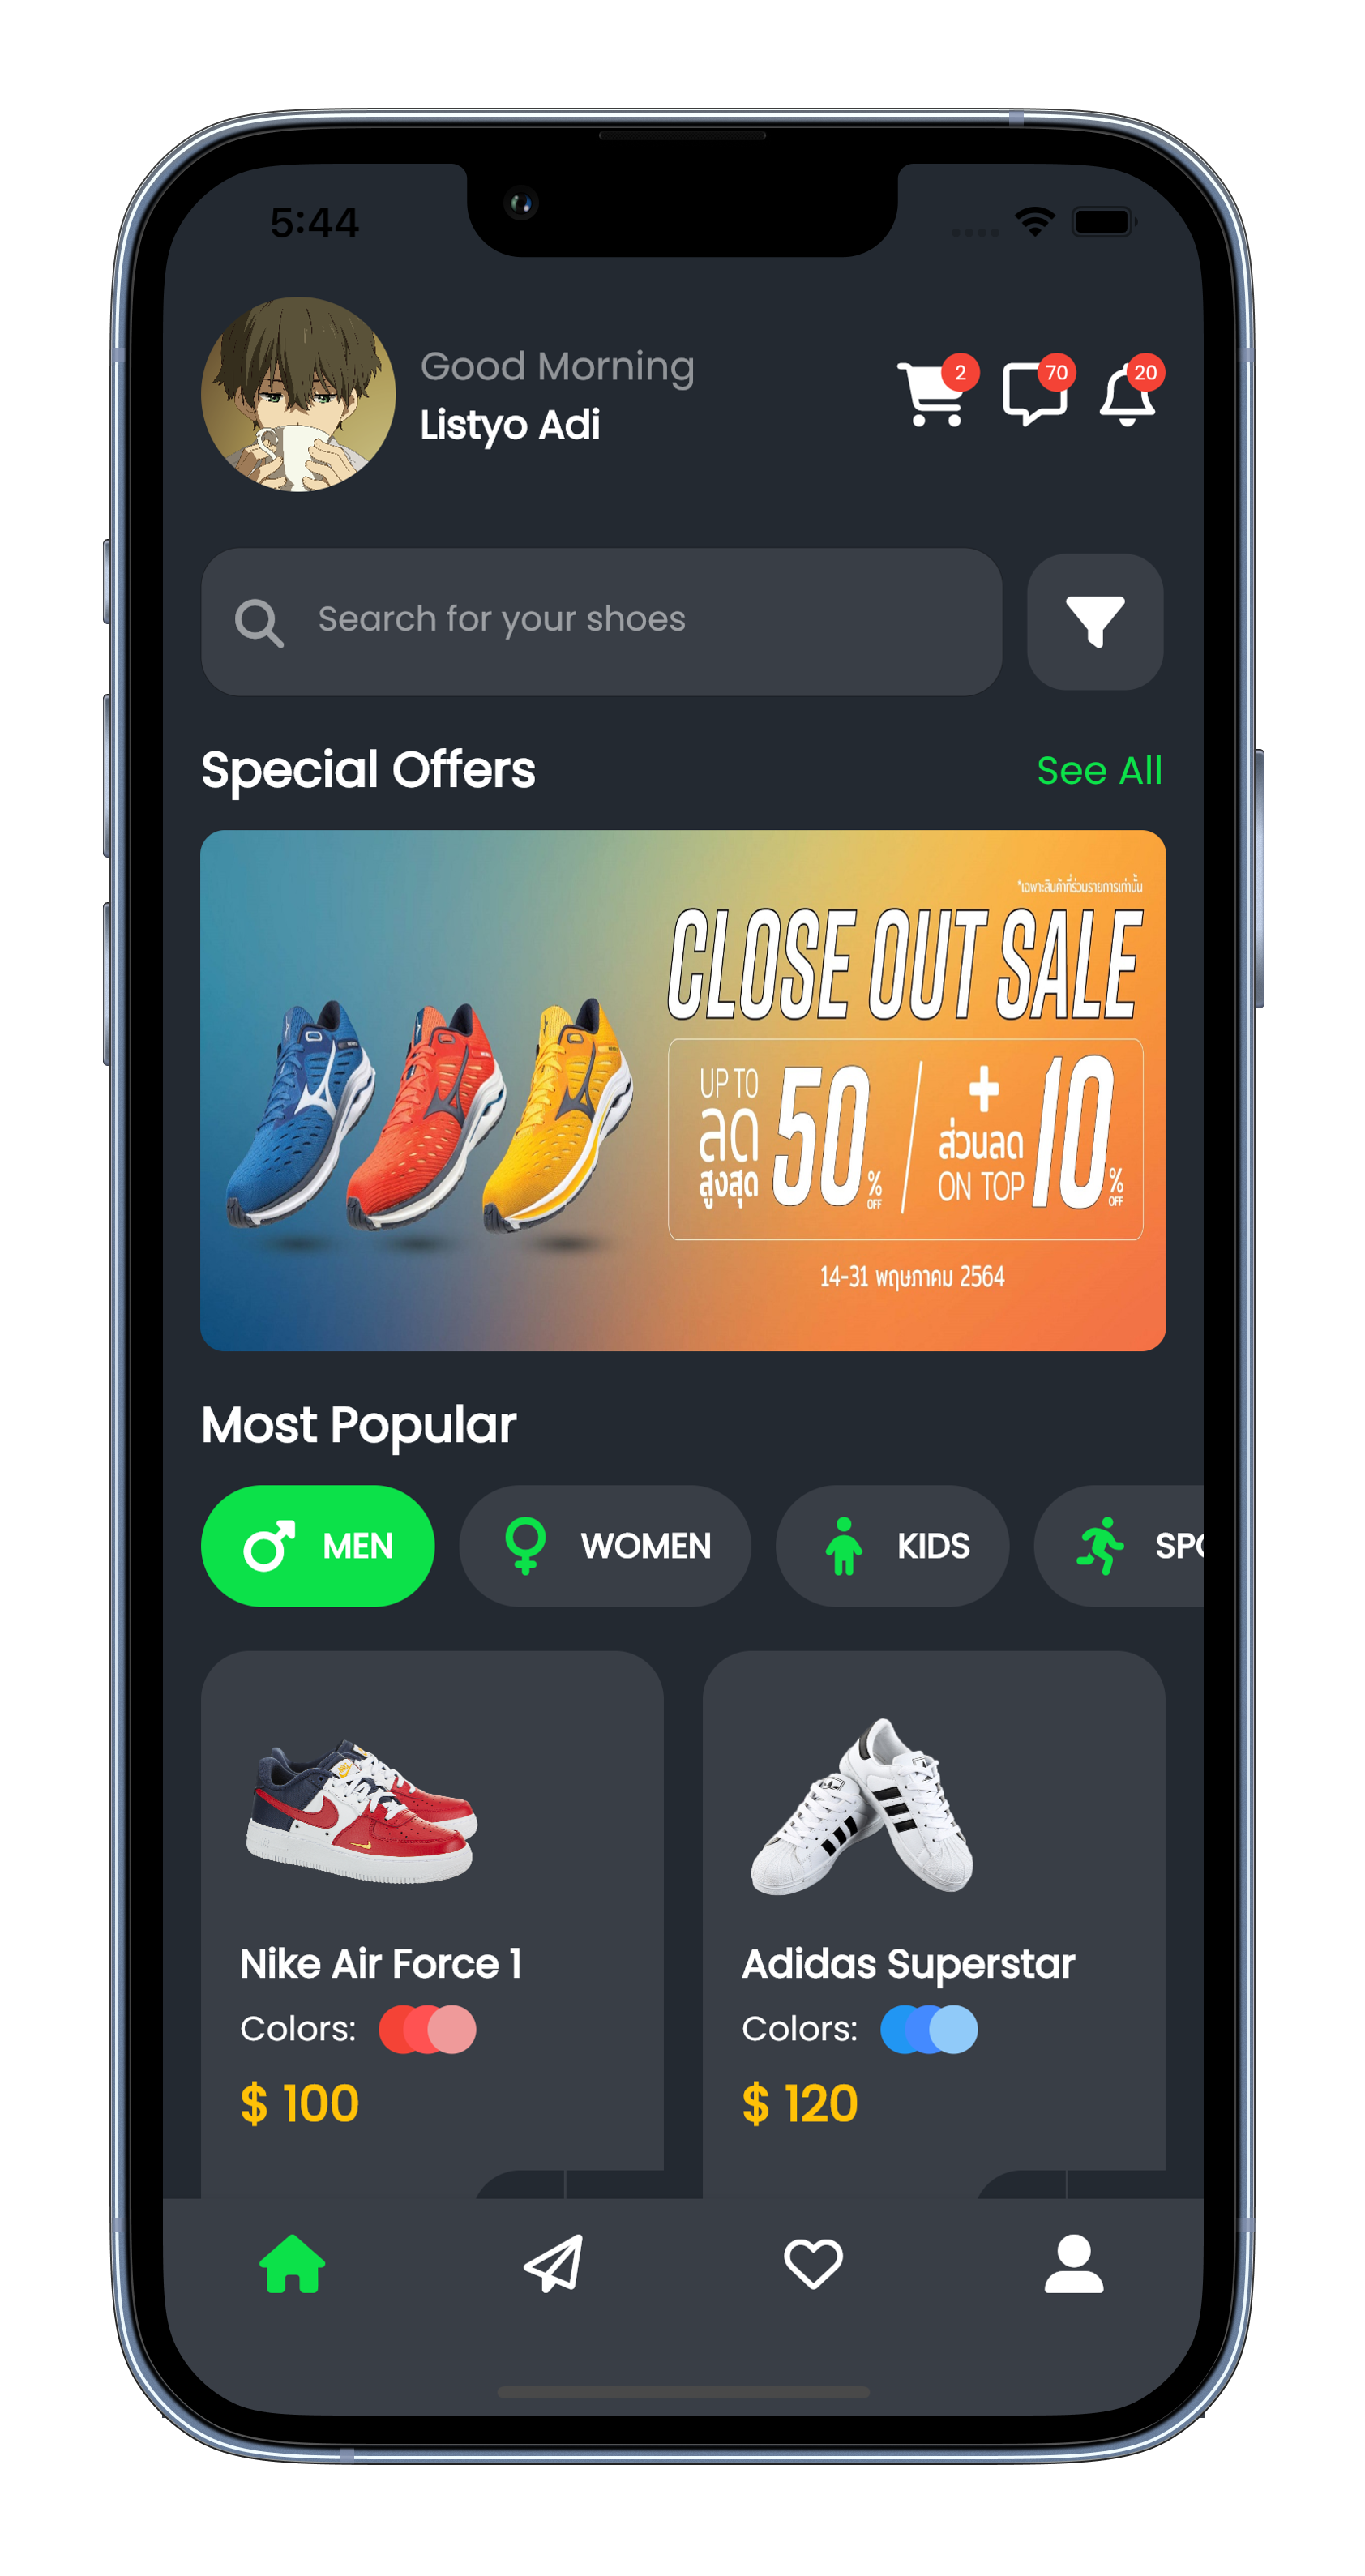 5:44
Good Morning
Listyo Adi
2
70
20
Search for your shoes
Special Offers
See All
*เฉพาะสินค้าที่ร่วมรายการเท่านั้น
CLOSE OUT SALE
UP TO
ลด
สูงสุด
50
%
OFF
+
ส่วนลด
ON TOP
10
%
OFF
14-31 พฤษภาคม 2564
Most Popular
MEN
WOMEN
KIDS
SPO
Nike Air Force 1
Colors:
$ 100
Adidas Superstar
Colors:
$ 120